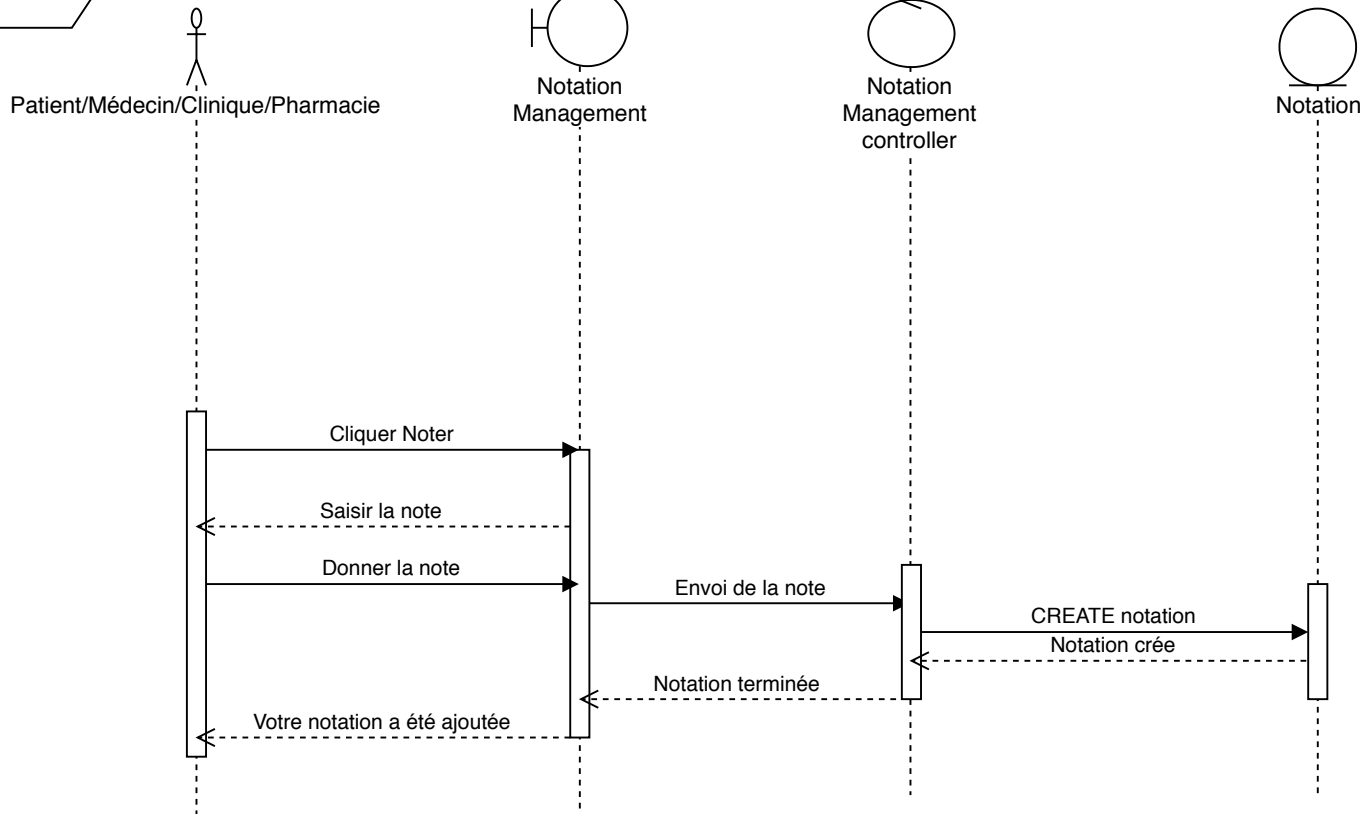 Patient/Médecin/Clinique/Pharmacie
Notation
Management
Notation
Management
controller
Notation
Cliquer Noter
Saisir la note
Donner la note
Envoi de la note
CREATE notation
Notation crée
Notation terminée
Votre notation a été ajoutée